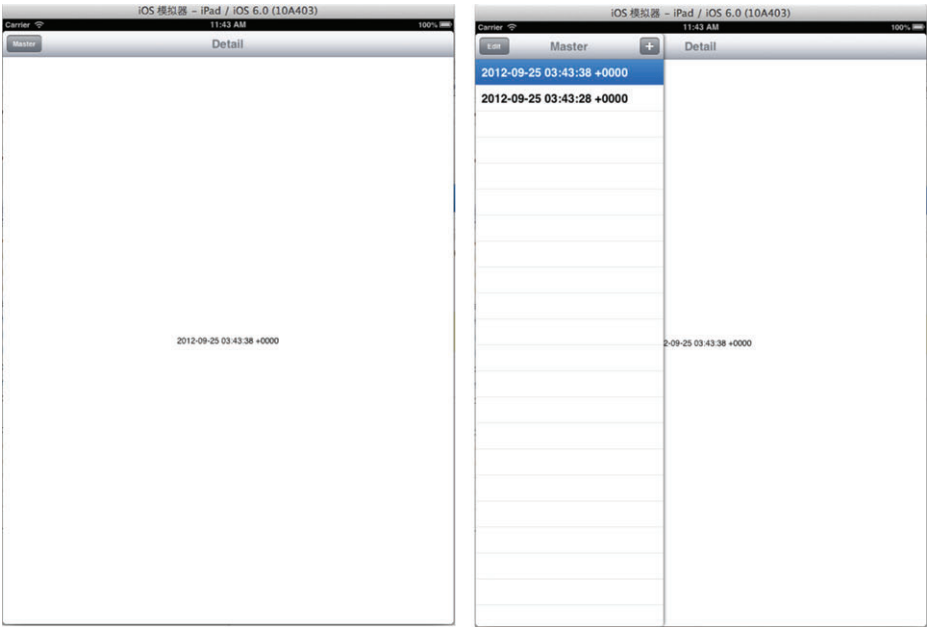 iOS 模拟器 – iPad / iOS 6.0 (10A403)
Carrier 11:43 AM 100%
Master Detail
2012-09-25 03:43:38 +0000
iOS 模拟器 – iPad / iOS 6.0 (10A403)
Carrier 11:43 AM 100%
Edit Master + Detail
2012-09-25 03:43:38 +0000
2012-09-25 03:43:28 +0000
2-09-25 03:43:38 +0000